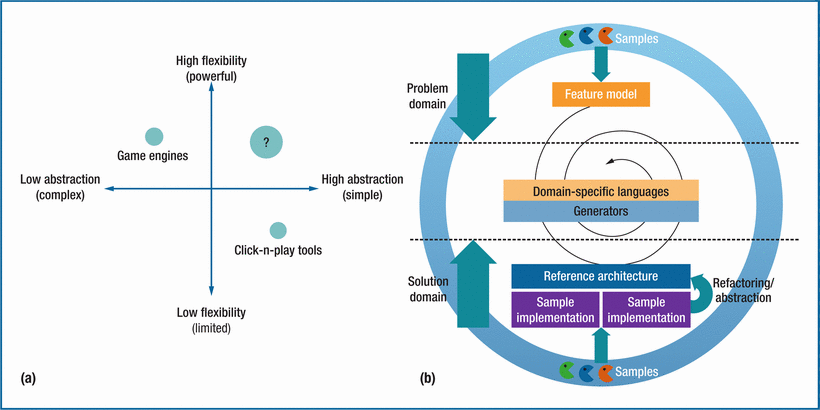 High flexibility
(powerful)
?
Game engines
Low abstraction
(complex)
High abstraction
(simple)
Click-n-play tools
Low flexibility
(limited)
(a)
Samples
Problem
domain
Feature model
Domain-specific languages
Generators
Solution
domain
Reference architecture
Refactoring/
abstraction
Sample
implementation
Sample
implementation
Samples
(b)